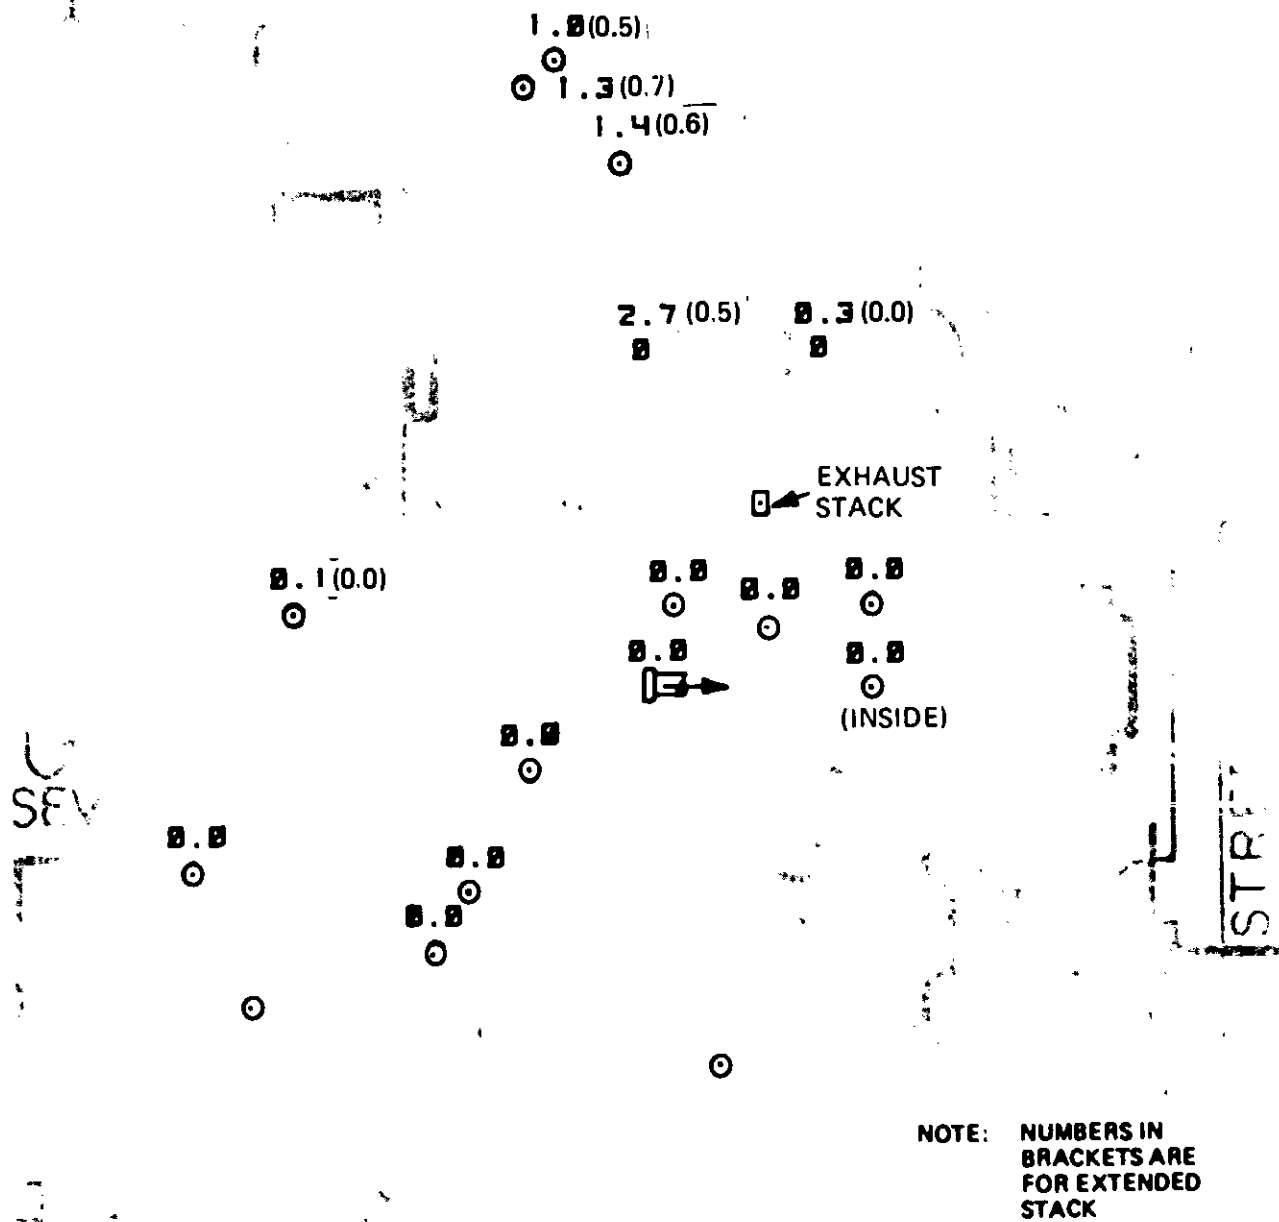 1.0(0.5)
1.3(0.7)
1.4(0.6)
2.7(0.5) 0.3(0.0)
EXHAUST
STACK
0.1(0.0)
0.0 0.0 0.0
0.0 0.0
(INSIDE)
0.0
0.0
0.0
0.0
NOTE: NUMBERS IN
BRACKETS ARE
FOR EXTENDED
STACK